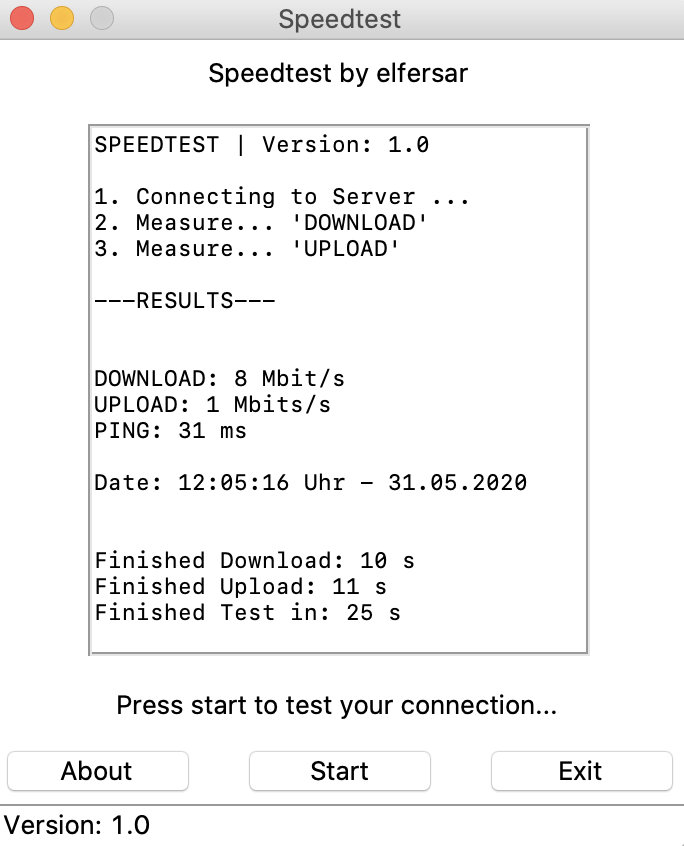 Speedtest
Speedtest by elfersar
SPEEDTEST | Version: 1.0
1. Connecting to Server ...
2. Measure... 'DOWNLOAD'
3. Measure... 'UPLOAD'
---RESULTS---
DOWNLOAD: 8 Mbit/s
UPLOAD: 1 Mbits/s
PING: 31 ms
Date: 12:05:16 Uhr - 31.05.2020
Finished Download: 10 s
Finished Upload: 11 s
Finished Test in: 25 s
Press start to test your connection...
About
Start
Exit
Version: 1.0